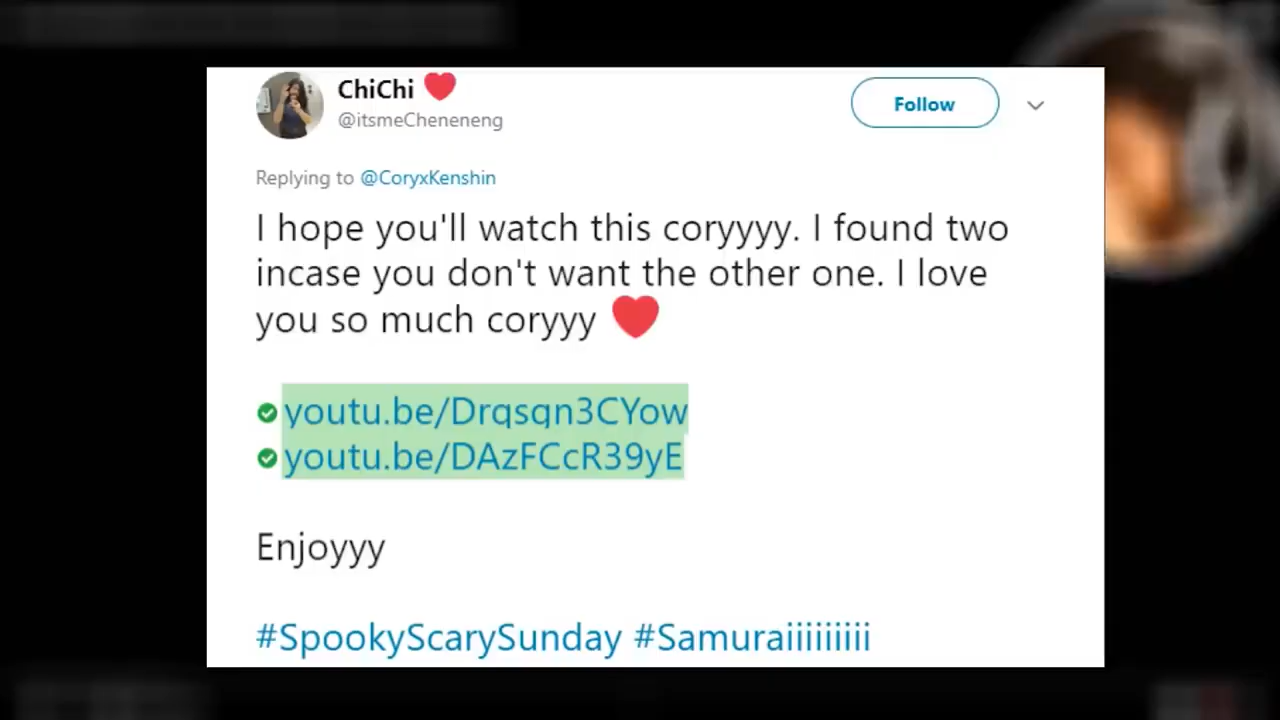 ChiChi ❤
@itsmeCheneneng
Follow
Replying to @CoryxKenshin
I hope you'll watch this coryyyy. I found two
incase you don't want the other one. I love
you so much coryyy ❤
youtu.be/Drqsqn3CYow
youtu.be/DAzFCcR39yE
Enjoyyy
#SpookyScarySunday #Samuraiiiiiiiiii